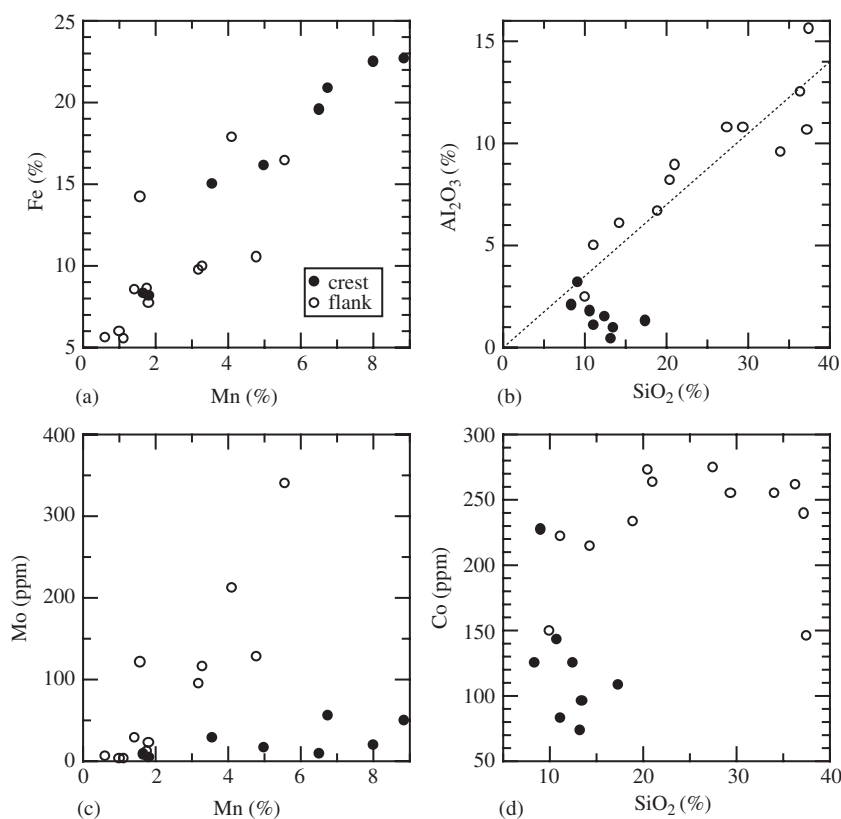 25
20
15
10
5
Fe (%)
crest
flank
2
4
6
8
(a)
Mn (%)
15
10
5
0
Al₂O₃ (%)
0
10
20
30
40
(b)
SiO₂ (%)
400
300
200
100
0
Mo (ppm)
0
2
4
6
8
(c)
Mn (%)
300
250
200
150
100
50
Co (ppm)
10
20
30
40
(d)
SiO₂ (%)